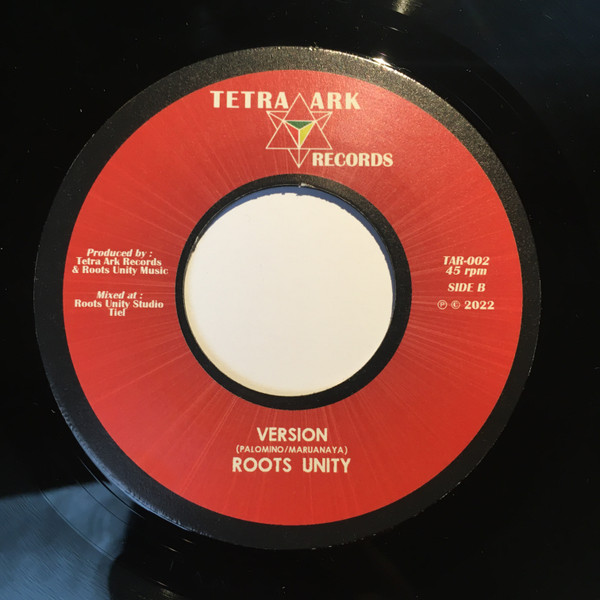 TETRA ARK
RECORDS
Produced by :
Tetra Ark Records
& Roots Unity Music
Mixed at :
Roots Unity Studio
Tiel
TAR-002
45 rpm
SIDE B
℗ © 2022
VERSION
(PALOMINO/MARUANAYA)
ROOTS UNITY